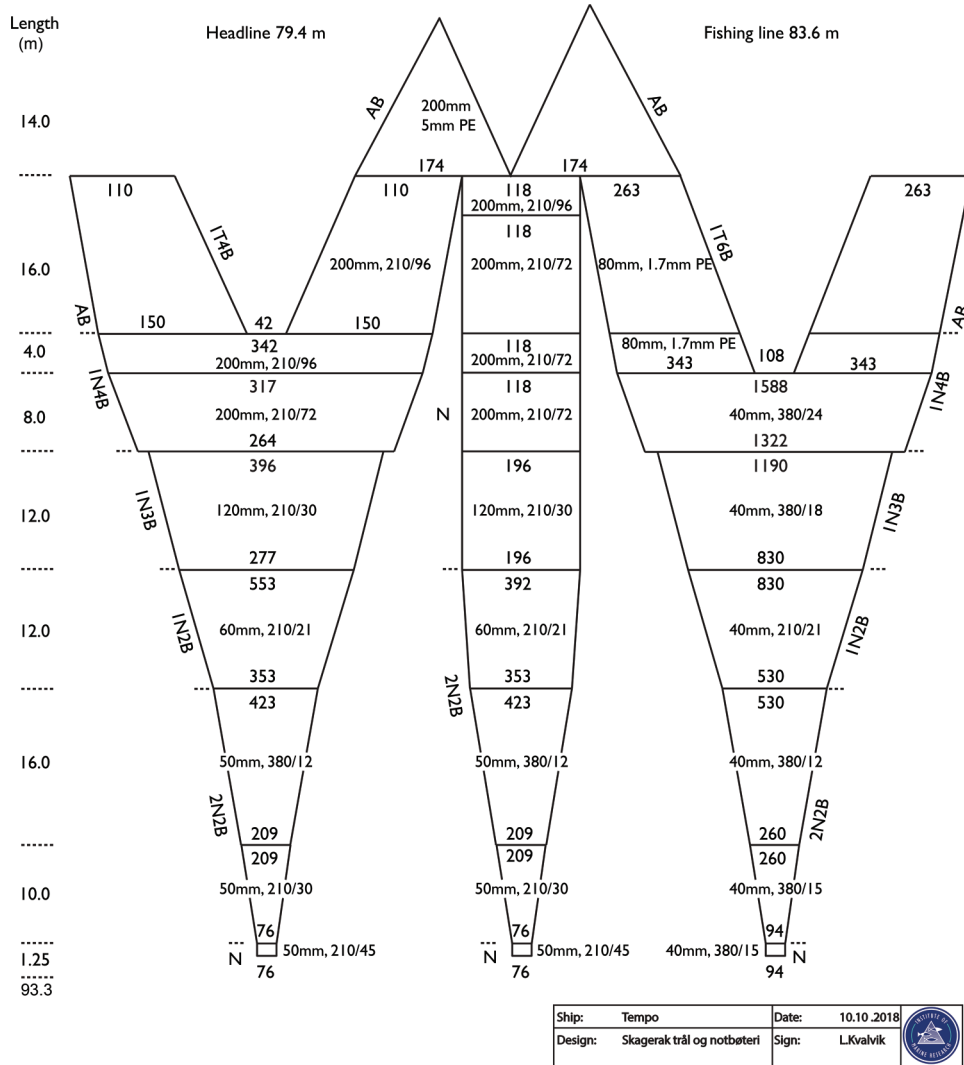 Length
(m)
Headline 79.4 m
Fishing line 83.6 m
14.0
AB
200mm
5mm PE
AB
174
174
110
110
118
263
263
200mm, 210/96
118
16.0
1T4B
200mm, 210/96
200mm, 210/72
80mm, 1.7mm PE
1T6B
AB
AB
150
42
150
4.0
342
200mm, 210/96
118
200mm, 210/72
80mm, 1.7mm PE
343
108
343
317
118
1588
8.0
1N4B
200mm, 210/72
N
200mm, 210/72
40mm, 380/24
1N4B
264
1322
396
196
1190
12.0
1N3B
120mm, 210/30
120mm, 210/30
40mm, 380/18
1N3B
277
196
830
553
392
830
12.0
1N2B
60mm, 210/21
60mm, 210/21
40mm, 210/21
1N2B
353
353
530
423
2N2B
423
530
16.0
50mm, 380/12
50mm, 380/12
40mm, 380/12
2N2B
2N2B
209
209
260
209
209
260
10.0
50mm, 210/30
50mm, 210/30
40mm, 380/15
76
76
94
1.25
N
50mm, 210/45
N
50mm, 210/45
40mm, 380/15
N
76
76
94
93.3
Ship: Tempo Date: 10.10 .2018
Design: Skagerak trål og notbøteri Sign: L.Kvalvik
INSTITUTE OF
MARINE RESEARCH